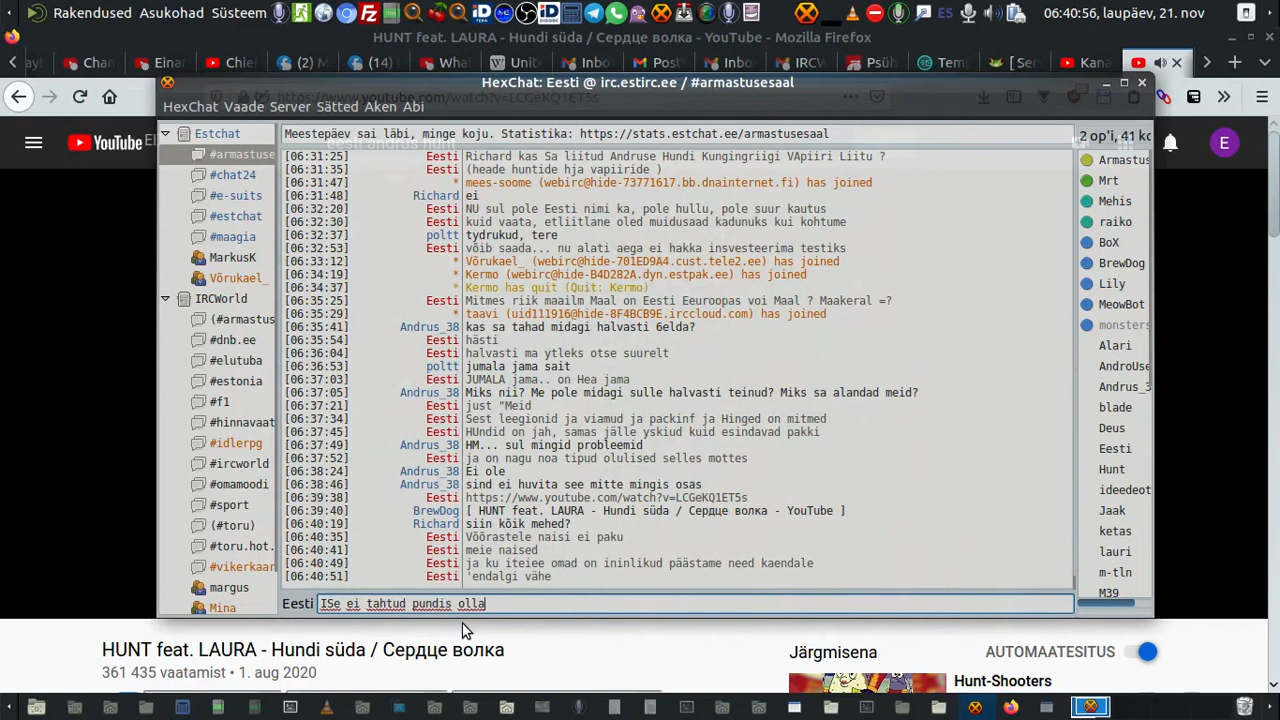 Rakendused Asukohad Süsteem ES 06:40:56, laupäev, 21. nov
HUNT feat. LAURA - Hundi süda / Сердце волка - YouTube - Mozilla Firefox
HexChat: Eesti @ irc.estirc.ee / #armastusesaal
HexChat Vaade Server Sätted Aken Abi
Estchat
#armastuse
#chat24
#e-suits
#estchat
#maagia
MarkusK
Võrukael_
IRCWorld
(#armastus
#dnb.ee
#elutuba
#estonia
#f1
#hinnavaat
#idlerpg
#ircworld
#omamoodi
#sport
(#toru)
#toru.hot.
#vikerkaar
margus
Mina
Meestepäev sai läbi, minge koju. Statistika: https://stats.estchat.ee/armastusesaal
[06:31:25] Eesti Richard kas Sa liitud Andruse Hundi Kungingriigi VApiiri Liitu ?
[06:31:35] Eesti (heade huntide hja vapiiride )
[06:31:47] * mees-soome (webirc@hide-73771617.bb.dnainternet.fi) has joined
[06:31:48] Richard ei
[06:32:20] Eesti NU sul pole Eesti nimi ka, pole hullu, pole suur kautus
[06:32:30] Eesti kuid vaata, etliitlane oled muidusaad kadunuks kui kohtume
[06:32:37] poltt tydrukud, tere
[06:32:53] Eesti võib saada... nu alati aega ei hakka insvesteerima testiks
[06:33:12] * Võrukael_ (webirc@hide-701ED9A4.cust.tele2.ee) has joined
[06:34:19] * Kermo (webirc@hide-B4D282A.dyn.estpak.ee) has joined
[06:34:37] * Kermo has quit (Quit: Kermo)
[06:35:25] Eesti Mitmes riik maailm Maal on Eesti Eeuroopas voi Maal ? Maakeral =?
[06:35:29] * taavi (uid111916@hide-8F4BCB9E.irccloud.com) has joined
[06:35:41] Andrus_38 kas sa tahad midagi halvasti 6elda?
[06:35:54] Eesti hästi
[06:36:04] Eesti halvasti ma ytleks otse suurelt
[06:36:53] poltt jumala jama sait
[06:37:03] Eesti JUMALA jama.. on Hea jama
[06:37:05] Andrus_38 Miks nii? Me pole midagi sulle halvasti teinud? Miks sa alandad meid?
[06:37:21] Eesti just "Meid
[06:37:34] Eesti Sest leegionid ja viamud ja packinf ja Hinged on mitmed
[06:37:45] Eesti HUndid on jah, samas jälle yskiud kuid esindavad pakki
[06:37:49] Andrus_38 HM... sul mingid probleemid
[06:37:52] Eesti ja on nagu noa tipud olulised selles mottes
[06:38:24] Andrus_38 Ei ole
[06:38:46] Andrus_38 sind ei huvita see mitte mingis osas
[06:39:38] Eesti https://www.youtube.com/watch?v=LCGeKQ1ET5s
[06:39:40] BrewDog [ HUNT feat. LAURA - Hundi süda / Сердце волка - YouTube ]
[06:40:19] Richard siin kõik mehed?
[06:40:35] Eesti Võõrastele naisi ei paku
[06:40:41] Eesti meie naised
[06:40:49] Eesti ja ku iteiee omad on ininlikud päästame need kaendale
[06:40:51] Eesti 'endalgi vähe
Eesti ISe ei tahtud pundis olla
2 op'i, 41 kc
Armastus
Mrt
Mehis
raiko
BoX
BrewDog
Lily
MeowBot
monsters
Alari
AndroUse
Andrus_3
blade
Deus
Eesti
Hunt
ideedeot
Jaak
ketas
lauri
m-tln
M39
YouTube
E
HUNT feat. LAURA - Hundi süda / Сердце волка
361 435 vaatamist • 1. aug 2020
Järgmisena
AUTOMAATESITUS
Hunt-Shooters